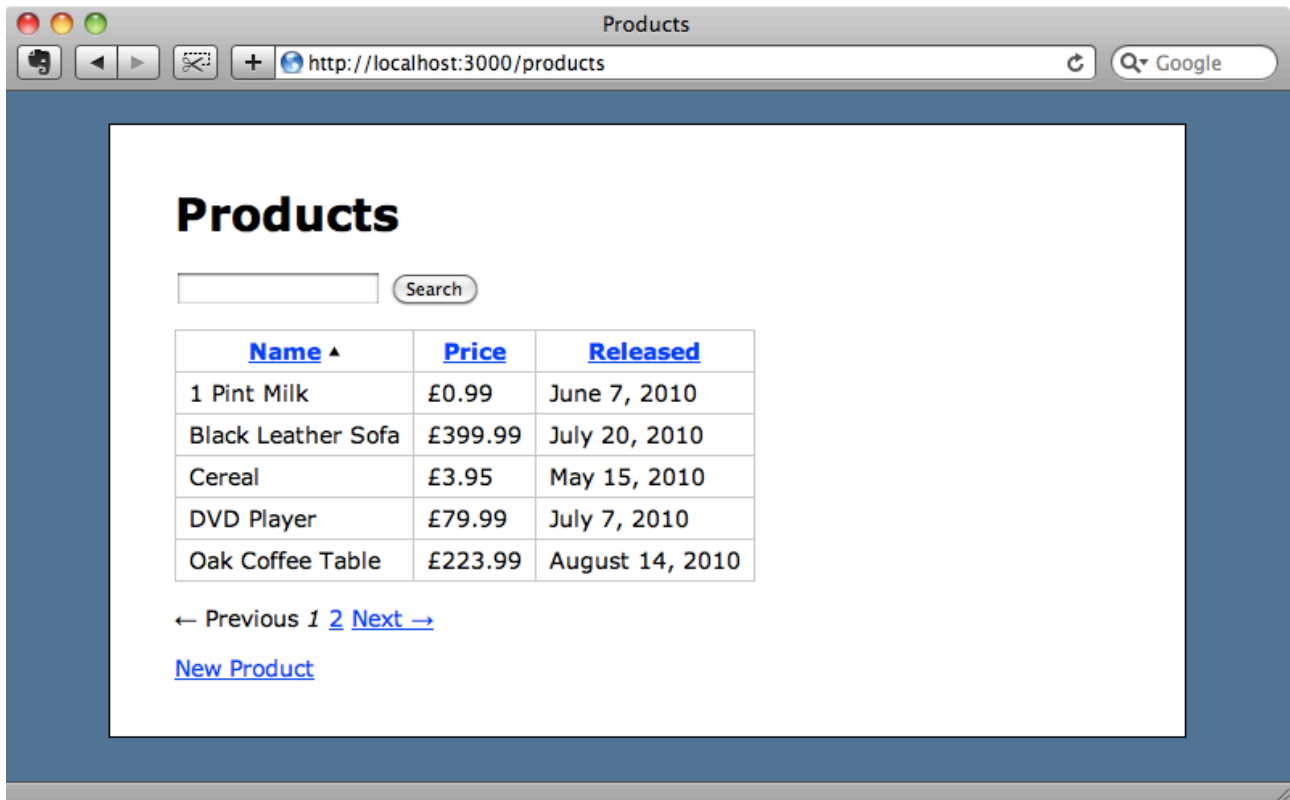 Products
http://localhost:3000/products
Google
Products
Search
Name ▲ Price Released
1 Pint Milk £0.99 June 7, 2010
Black Leather Sofa £399.99 July 20, 2010
Cereal £3.95 May 15, 2010
DVD Player £79.99 July 7, 2010
Oak Coffee Table £223.99 August 14, 2010
← Previous 1 2 Next →
New Product